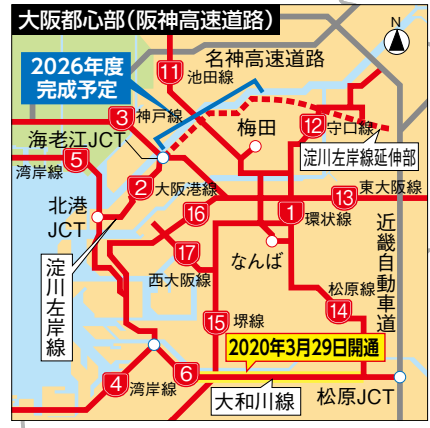 大阪都心部(阪神高速道路)
N
名神高速道路
2026年度
完成予定
11
池田線
3
神戸線
梅田
12
守口線
海老江JCT
淀川左岸線延伸部
5
湾岸線
2
大阪港線
13
東大阪線
北港
JCT
16
1
環状線
淀川左岸線
17
西大阪線
なんば
近畿自動車道
松原線
14
15
堺線
2020年3月29日開通
4
湾岸線
6
大和川線
松原JCT